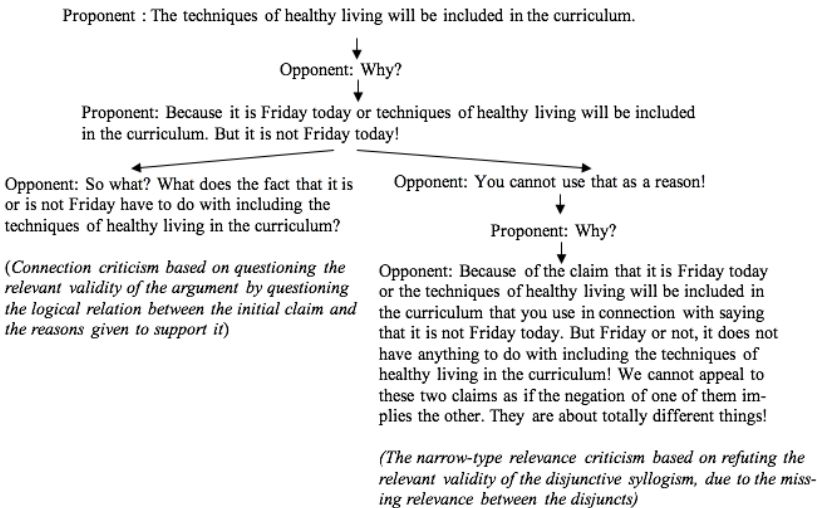 Proponent : The techniques of healthy living will be included in the curriculum.
Opponent: Why?
Proponent: Because it is Friday today or techniques of healthy living will be included
in the curriculum. But it is not Friday today!
Opponent: So what? What does the fact that it is
or is not Friday have to do with including the
techniques of healthy living in the curriculum?
(Connection criticism based on questioning the
relevant validity of the argument by questioning
the logical relation between the initial claim and
the reasons given to support it)
Opponent: You cannot use that as a reason!
Proponent: Why?
Opponent: Because of the claim that it is Friday today
or the techniques of healthy living will be included in
the curriculum that you use in connection with saying
that it is not Friday today. But Friday or not, it does not
have anything to do with including the techniques of
healthy living in the curriculum! We cannot appeal to
these two claims as if the negation of one of them im-
plies the other. They are about totally different things!
(The narrow-type relevance criticism based on refuting the
relevant validity of the disjunctive syllogism, due to the miss-
ing relevance between the disjuncts)